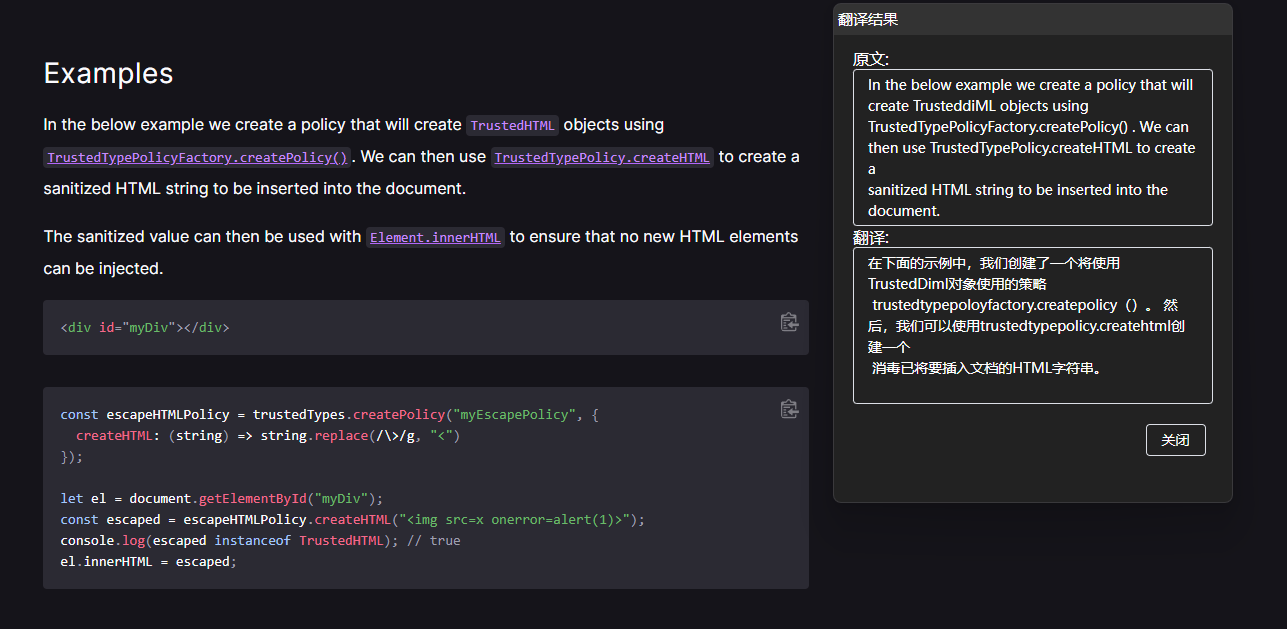 Examples
In the below example we create a policy that will create TrustedHTML objects using
TrustedTypePolicyFactory.createPolicy() . We can then use TrustedTypePolicy.createHTML to create a
sanitized HTML string to be inserted into the document.
The sanitized value can then be used with Element.innerHTML to ensure that no new HTML elements
can be injected.
<div id="myDiv"></div>
const escapeHTMLPolicy = trustedTypes.createPolicy("myEscapePolicy", {
  createHTML: (string) => string.replace(/\>/g, "<")
});
let el = document.getElementById("myDiv");
const escaped = escapeHTMLPolicy.createHTML("<img src=x onerror=alert(1)>");
console.log(escaped instanceof TrustedHTML); // true
el.innerHTML = escaped;
翻译结果
原文:
In the below example we create a policy that will
create TrusteddiML objects using
TrustedTypePolicyFactory.createPolicy() . We can
then use TrustedTypePolicy.createHTML to create
a
sanitized HTML string to be inserted into the
document.
翻译:
在下面的示例中，我们创建了一个将使用
TrustedDiml对象使用的策略
trustedtypepoloyfactory.createpolicy（）。 然
后，我们可以使用trustedtypepolicy.createhtml创
建一个
消毒已将要插入文档的HTML字符串。
关闭